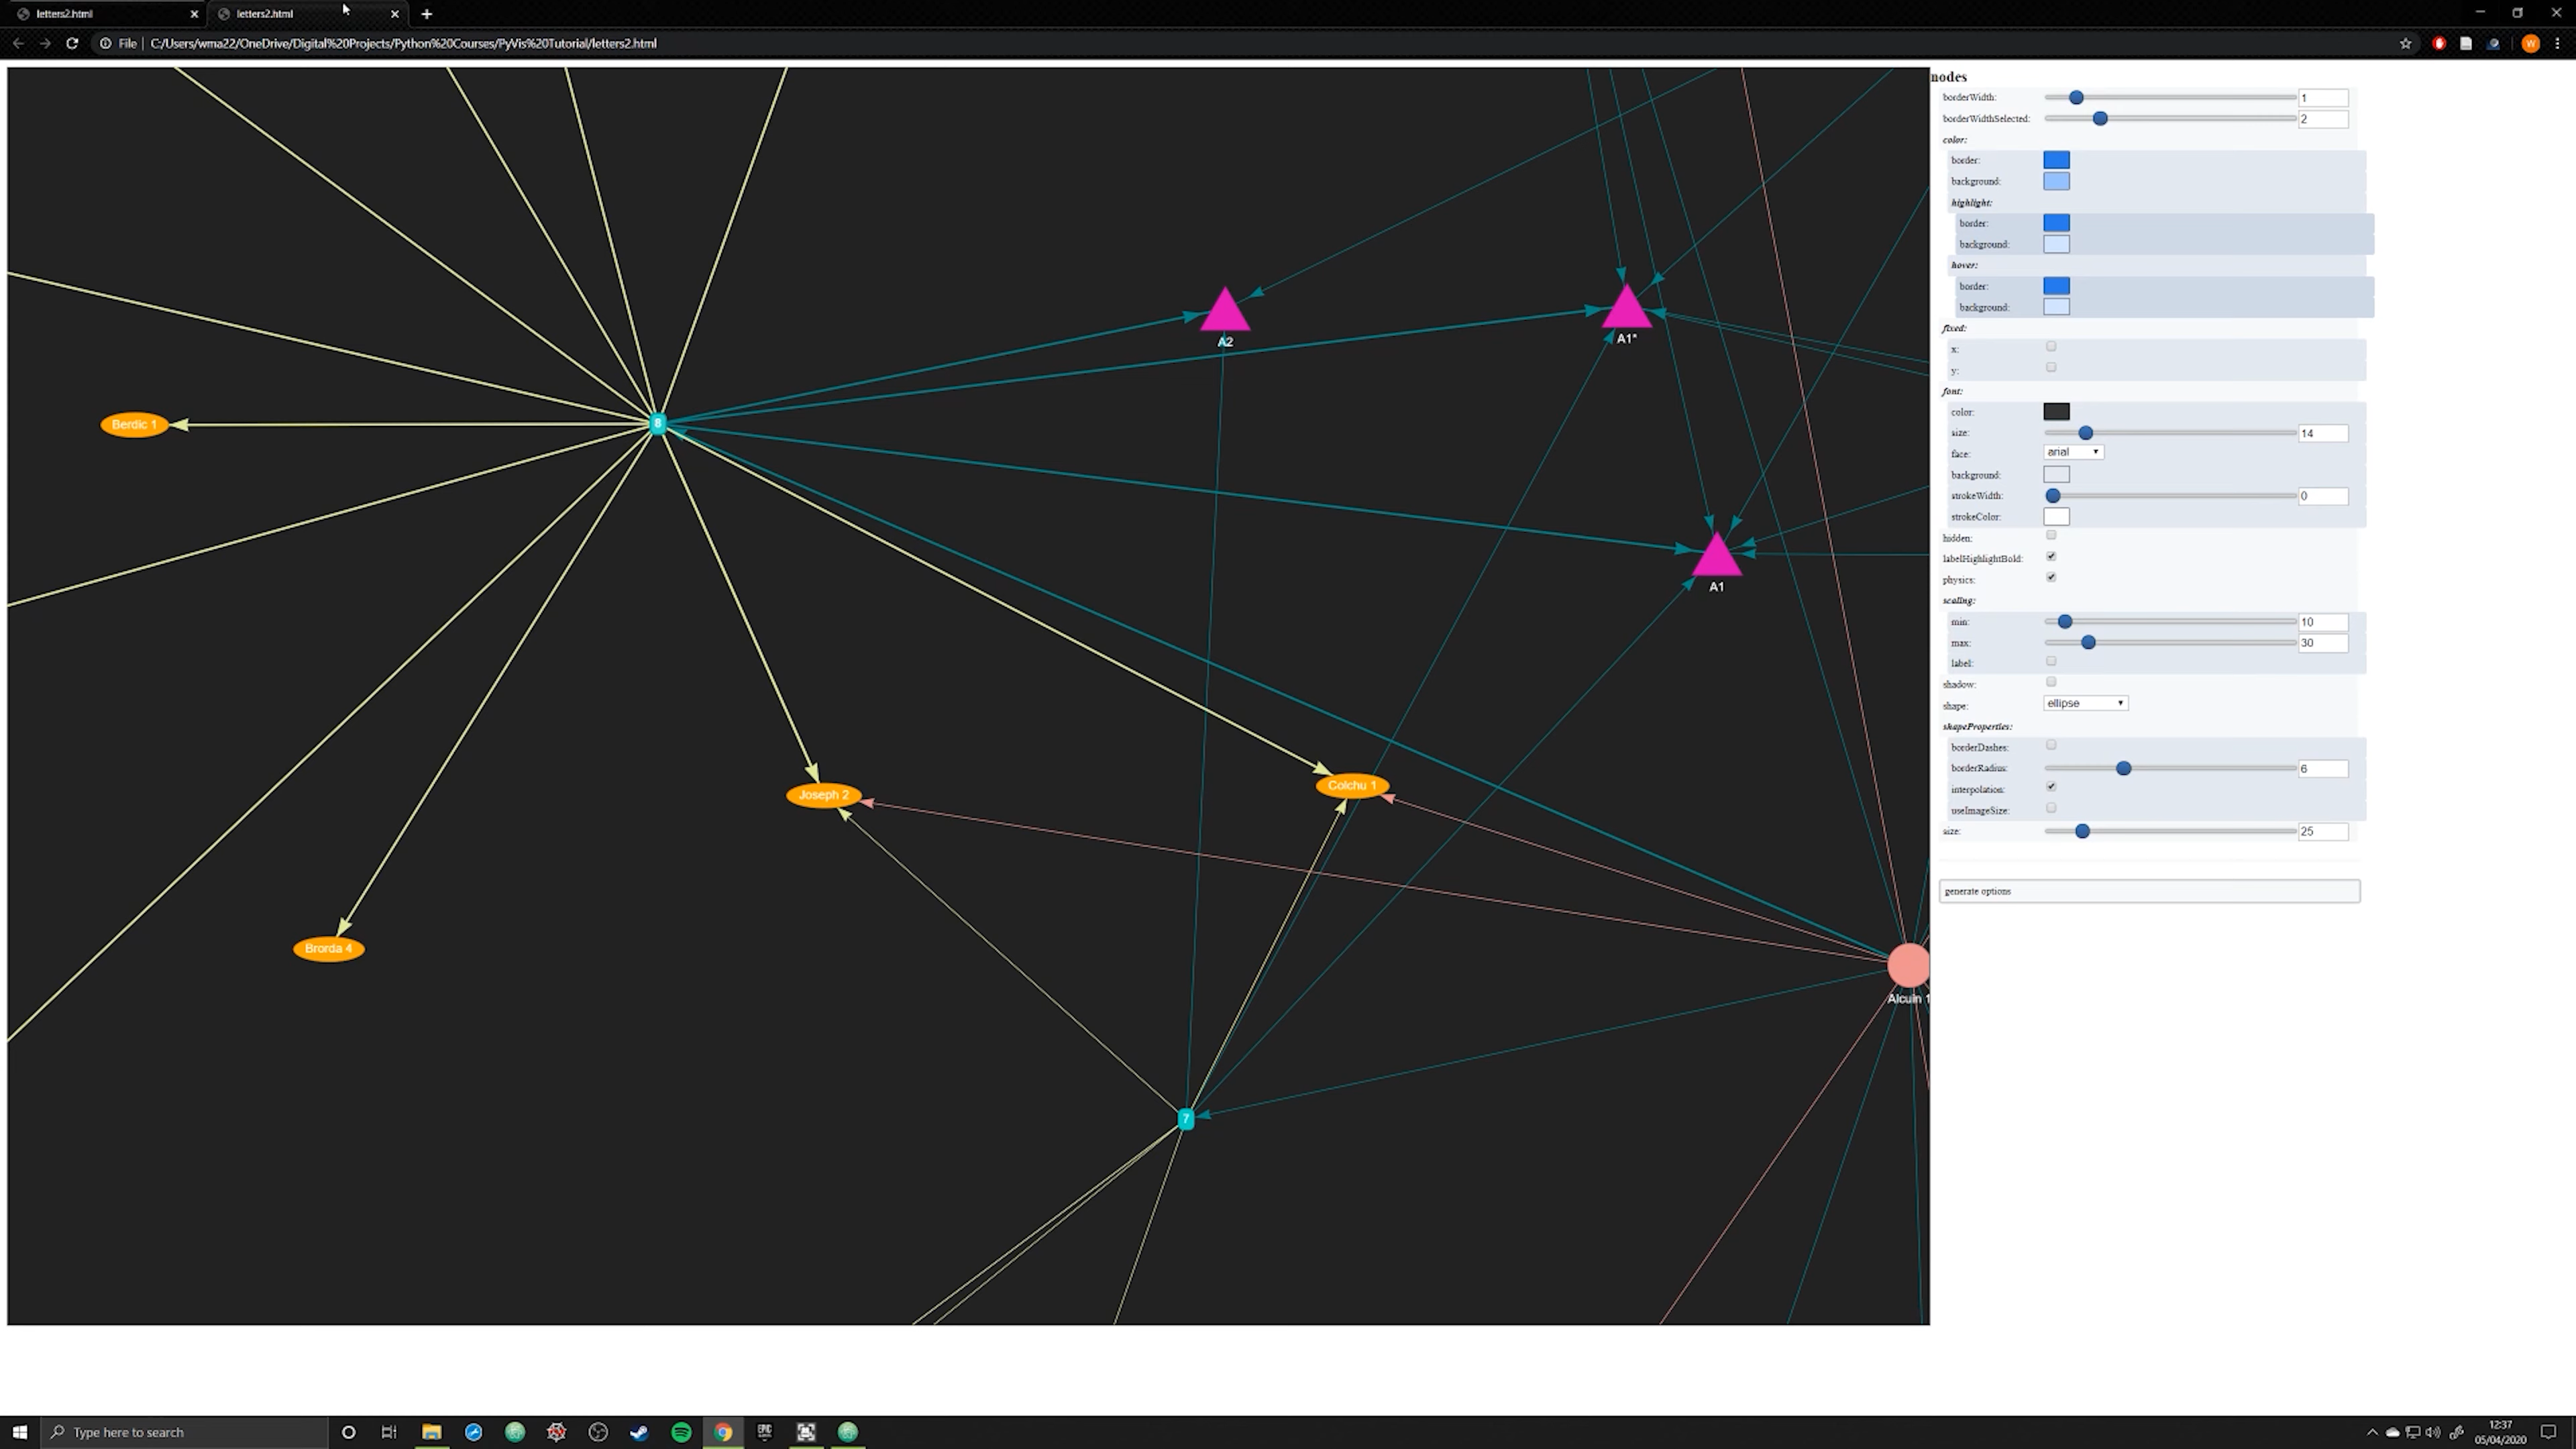 letters2.html
letters2.html
File
C:/Users/wma22/OneDrive/Digital%20Projects/Python%20Courses/PyVis%20Tutorial/letters2.html
W
A2
A1*
A1
Berdic 1
8
Joseph 2
Colchu 1
Brorda 4
Alcuin 1
7
nodes
borderWidth: 1
borderWidthSelected: 2
color:
border:
background:
highlight:
border:
background:
hover:
border:
background:
fixed:
x:
y:
font:
color:
size: 14
face: arial
background:
strokeWidth: 0
strokeColor:
hidden:
labelHighlightBold:
physics:
scaling:
min: 10
max: 30
label:
shadow:
shape: ellipse
shapeProperties:
borderDashes:
borderRadius: 6
interpolation:
useImageSize:
size: 25
generate options
Type here to search
EPIC
12:37
05/04/2020